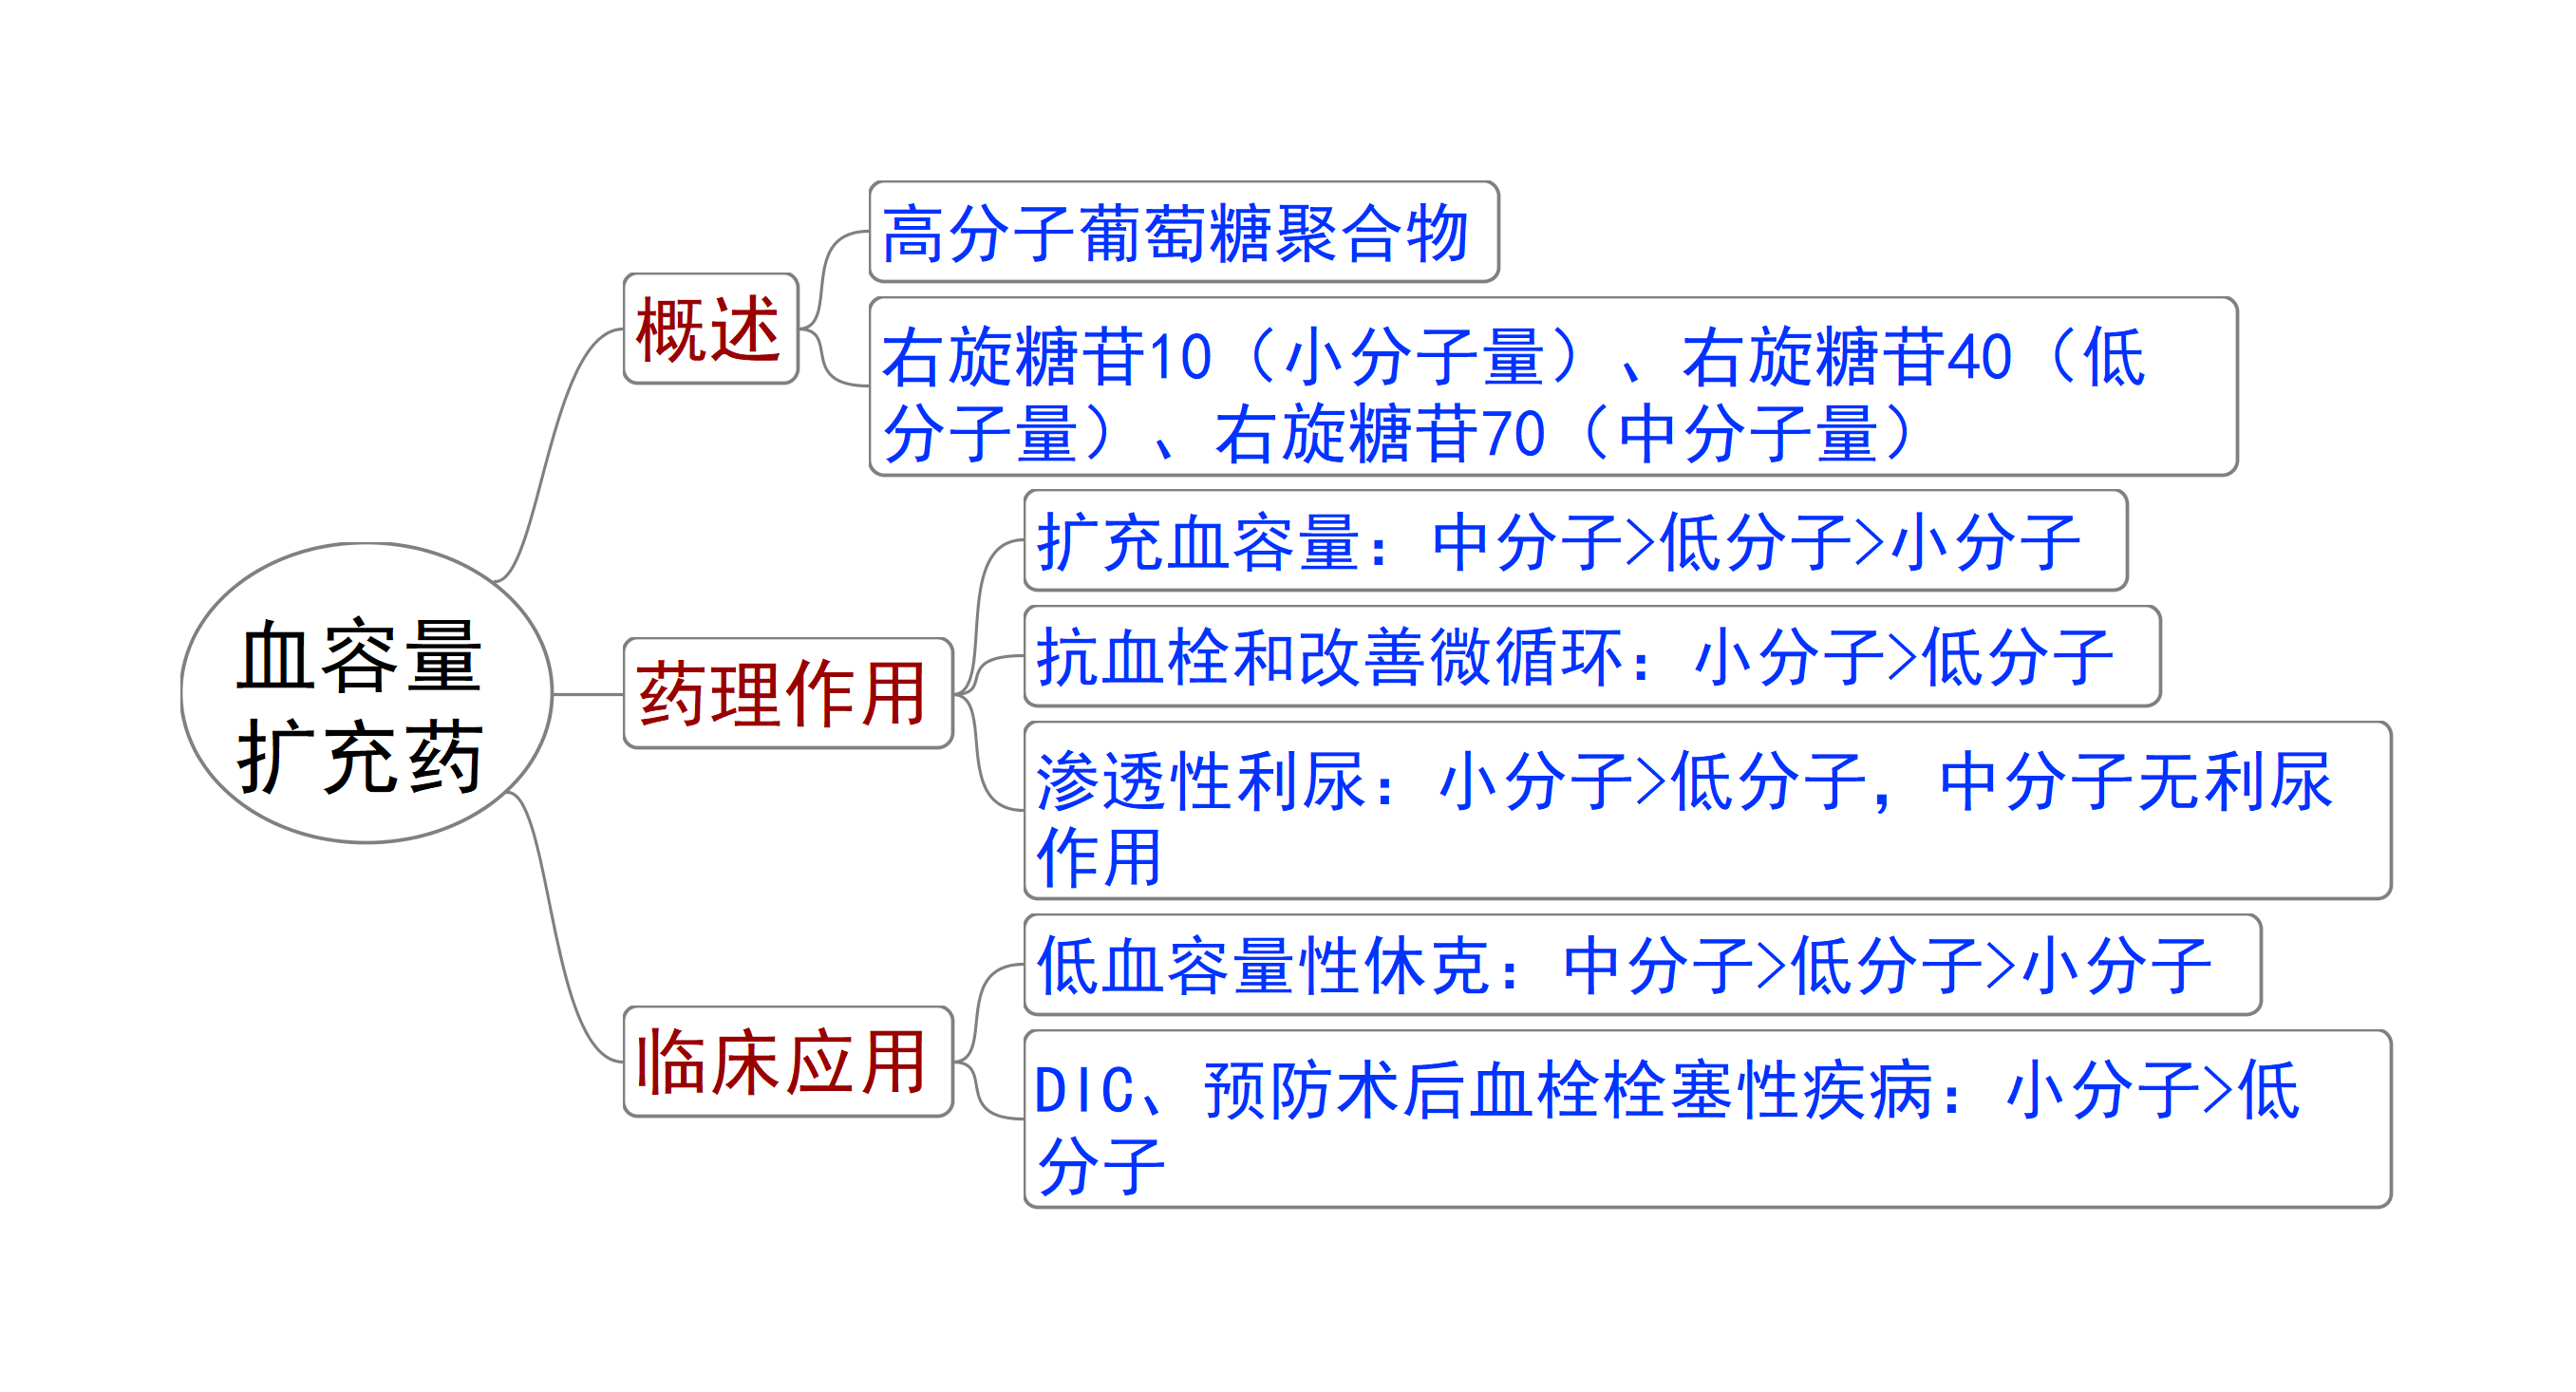 血容量
扩充药
概述
高分子葡萄糖聚合物
右旋糖苷10（小分子量）、右旋糖苷40（低
分子量）、右旋糖苷70（中分子量）
药理作用
扩充血容量：中分子>低分子>小分子
抗血栓和改善微循环：小分子>低分子
渗透性利尿：小分子>低分子，中分子无利尿
作用
临床应用
低血容量性休克：中分子>低分子>小分子
DIC、预防术后血栓栓塞性疾病：小分子>低
分子